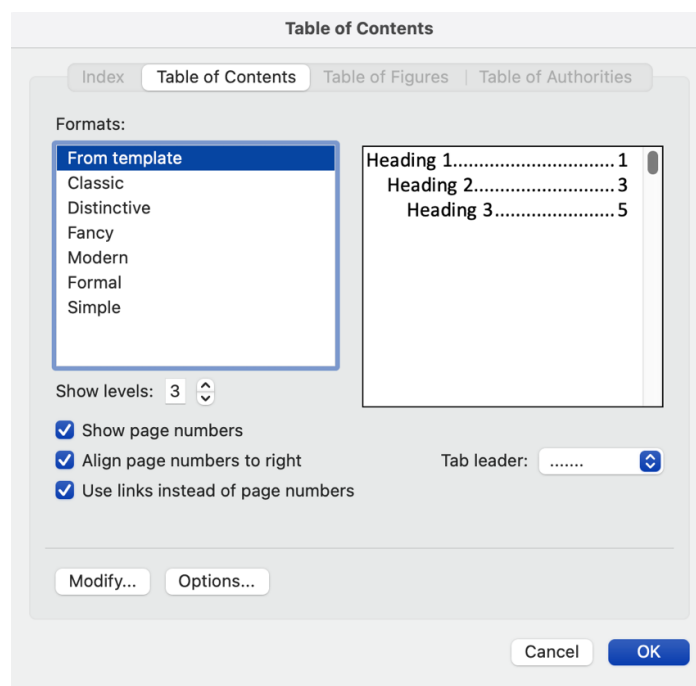 Table of Contents
Index Table of Contents Table of Figures Table of Authorities
Formats:
From template
Classic
Distinctive
Fancy
Modern
Formal
Simple
Heading 1...............................1
Heading 2...........................3
Heading 3.......................5
Show levels: 3
Show page numbers
Align page numbers to right
Tab leader: .......
Use links instead of page numbers
Modify... Options...
Cancel OK